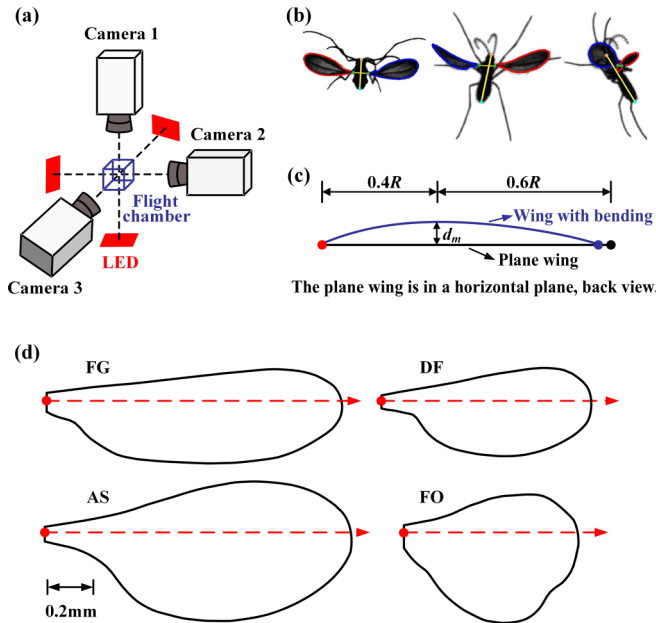 (a)
Camera 1
Camera 2
Flight
chamber
LED
Camera 3
(b)
(c)
0.4R
0.6R
Wing with bending
dm
Plane wing
The plane wing is in a horizontal plane, back view.
(d)
FG
DF
AS
FO
0.2mm